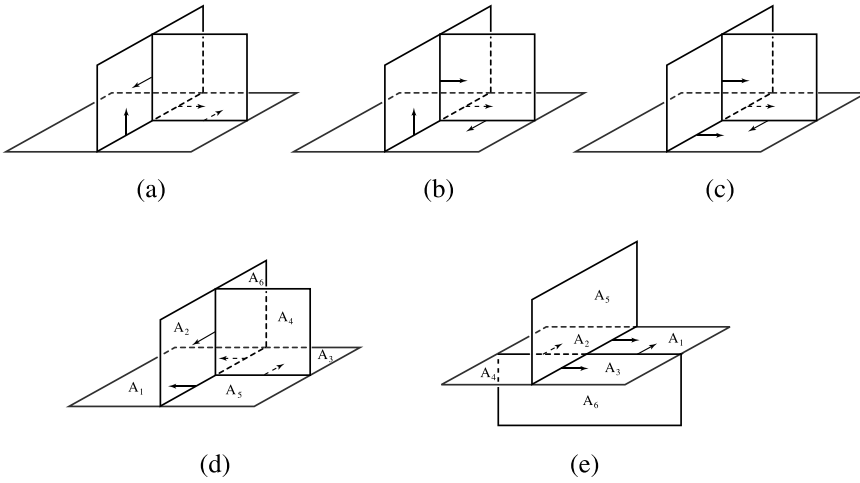 (a) (b) (c)
A₆
A₂ A₄
A₃
A₁ A₅
(d)
A₅
A₂ A₁
A₄ A₃
A₆
(e)